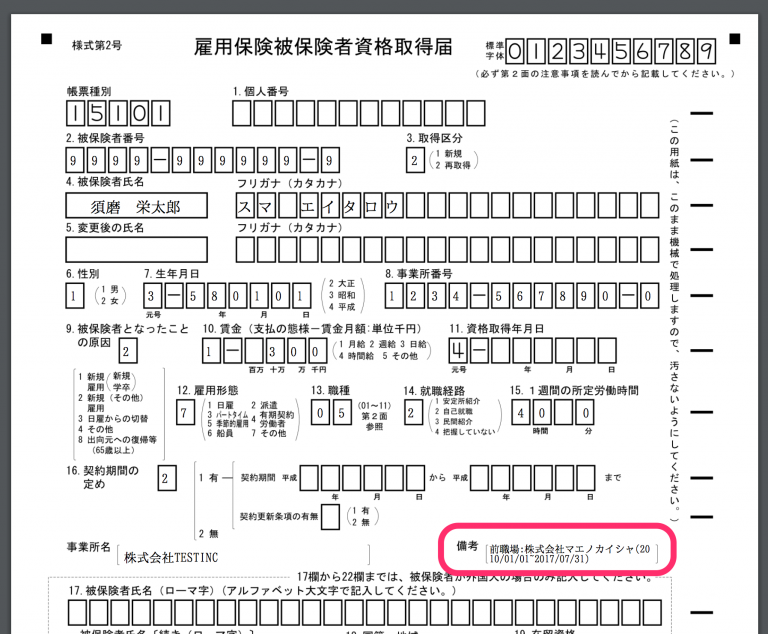 様式第2号
雇用保険被保険者資格取得届
標準字体 0123456789
(必ず第2面の注意事項を読んでから記載してください。)
帳票種別
15101
1. 個人番号
2. 被保険者番号
9999-999999-9
3. 取得区分
2 (1 新規 2 再取得)
4. 被保険者氏名
須磨 栄太郎
フリガナ (カタカナ)
スマ エイタロウ
5. 変更後の氏名
フリガナ (カタカナ)
6. 性別
1 (1 男 2 女)
7. 生年月日
3-580101
元号 年 月 日
(2 大正 3 昭和 4 平成)
8. 事業所番号
1234-567890-0
9. 被保険者となったことの原因
2
1 新規雇用(新規学卒)
2 新規(その他)雇用
3 日雇からの切替
4 その他
8 出向元への復帰等(65歳以上)
10. 賃金 (支払の態様-賃金月額:単位千円)
1- 300
百万 十万 万 千円
(1 月給 2 週給 3 日給 4 時間給 5 その他)
11. 資格取得年月日
4-
元号 年 月 日
12. 雇用形態
7
1 日雇 2 派遣
3 パートタイム 4 有期契約労働者
5 季節的雇用
6 船員 7 その他
13. 職種
05 (01~11) 第2面参照
14. 就職経路
2
1 安定所紹介
2 自己就職
3 民間紹介
4 把握していない
15. 1週間の所定労働時間
40 0
時間 分
16. 契約期間の定め
2
1 有
契約期間 平成 年 月 日 から 平成 年 月 日 まで
契約更新条項の有無 (1 有 2 無)
2 無
事業所名
株式会社TESTINC
備考
前職場:株式会社マエノカイシャ(20
10/01/01~2017/07/31)
17欄から22欄までは、被保険者が外国人の場合のみ記入してください。
17. 被保険者氏名 (ローマ字) (アルファベット大文字で記入してください。)
(この用紙は、このまま機械で処理しますので、汚さないようにしてください。)